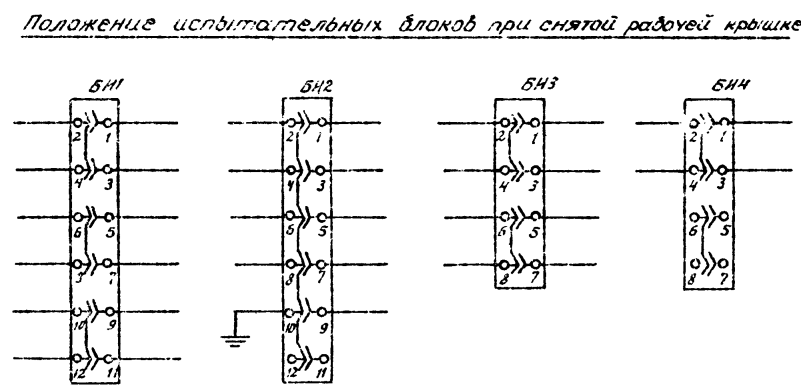 Положение испытательных блоков при снятой рабочей крышке
БИ1 БИ2 БИ3 БИ4
2 1 2 1 2 1 2 1
4 3 4 3 4 3 4 3
6 5 6 5 6 5 6 5
3 7 8 7 8 7 8 7
10 9 10 9
12 11 12 11